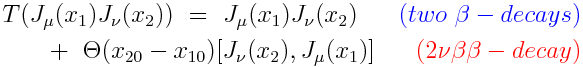 T(J_μ(x_1)J_ν(x_2)) = J_μ(x_1)J_ν(x_2) (two β − decays)
+ Θ(x_20 − x_10)[J_ν(x_2), J_μ(x_1)] (2νββ − decay)